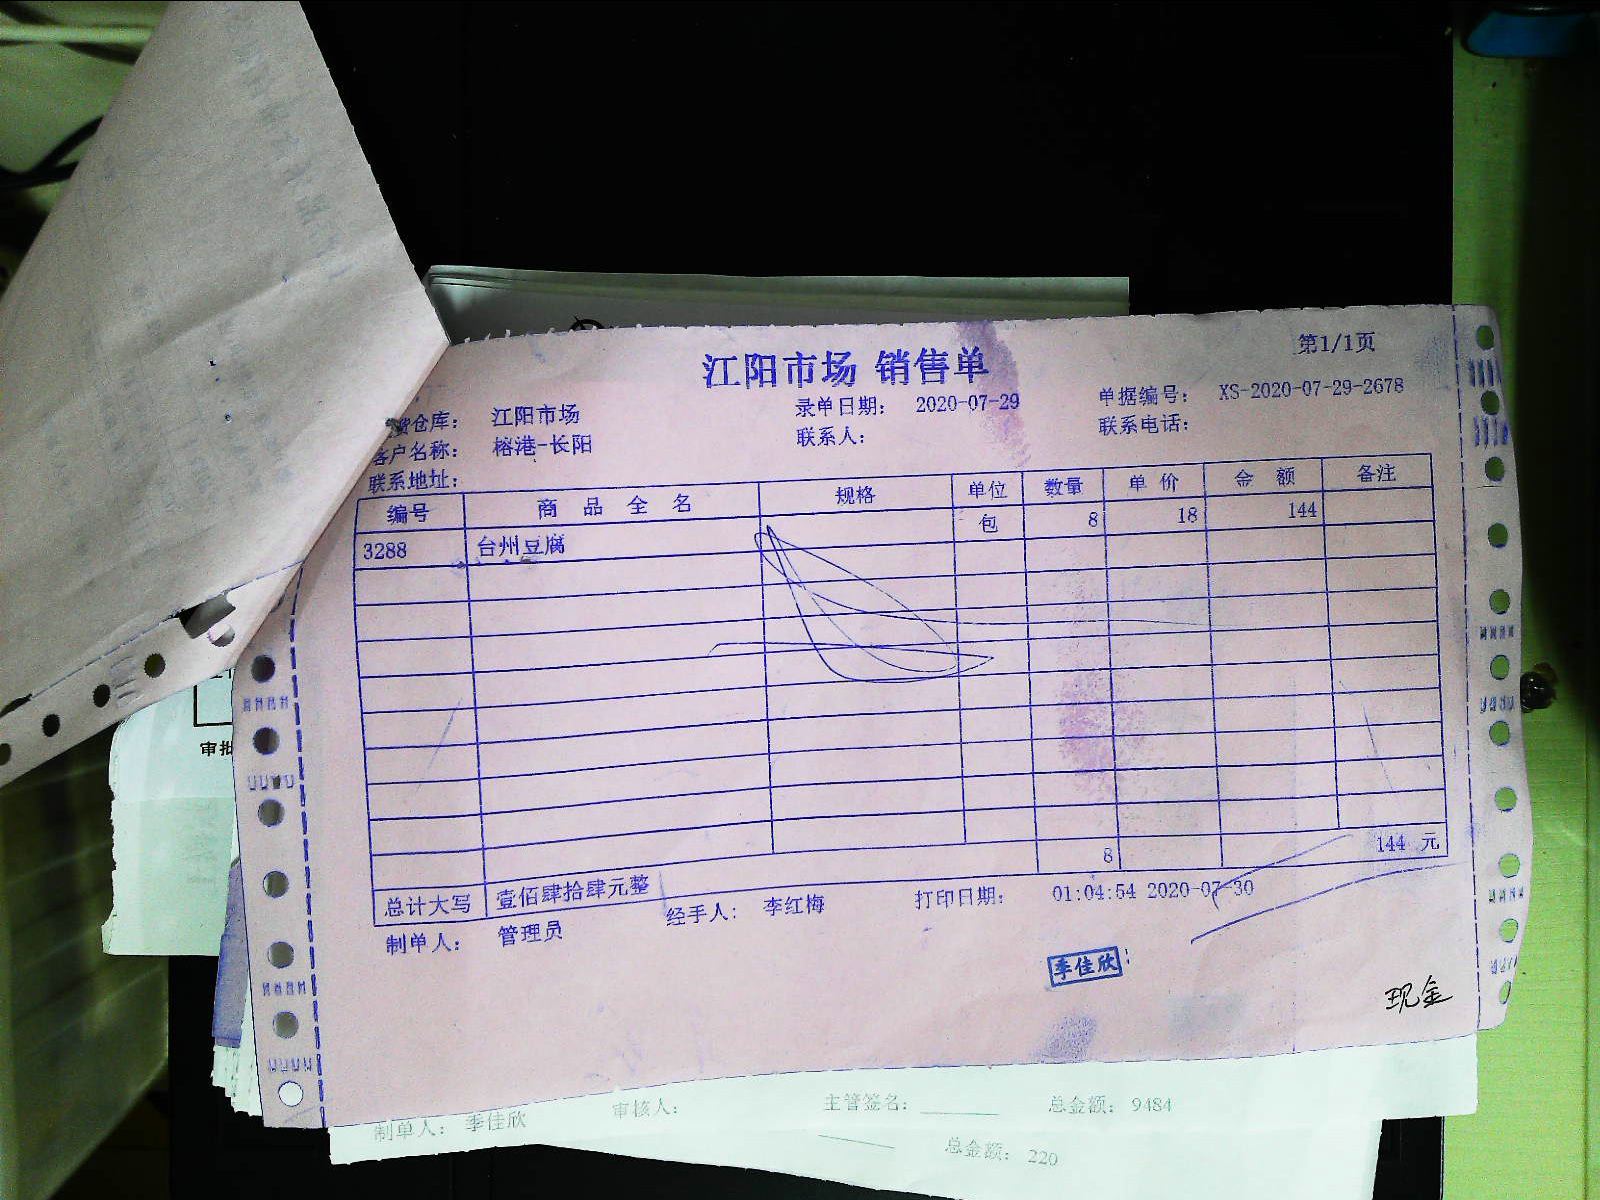 江阳市场 销售单
第1/1页
货仓库： 江阳市场 录单日期： 2020-07-29 单据编号： XS-2020-07-29-2678
客户名称： 榕港-长阳 联系人： 联系电话：
联系地址：
编号 商品全名 规格 单位 数量 单价 金额 备注
3288 台州豆腐 包 8 18 144
8 144 元
总计大写 壹佰肆拾肆元整
制单人： 管理员 经手人： 李红梅 打印日期： 01:04:54 2020-07-30
季佳欣
现金
审批
制单人： 季佳欣 审核人： 主管签名： 总金额： 9484
总金额： 220